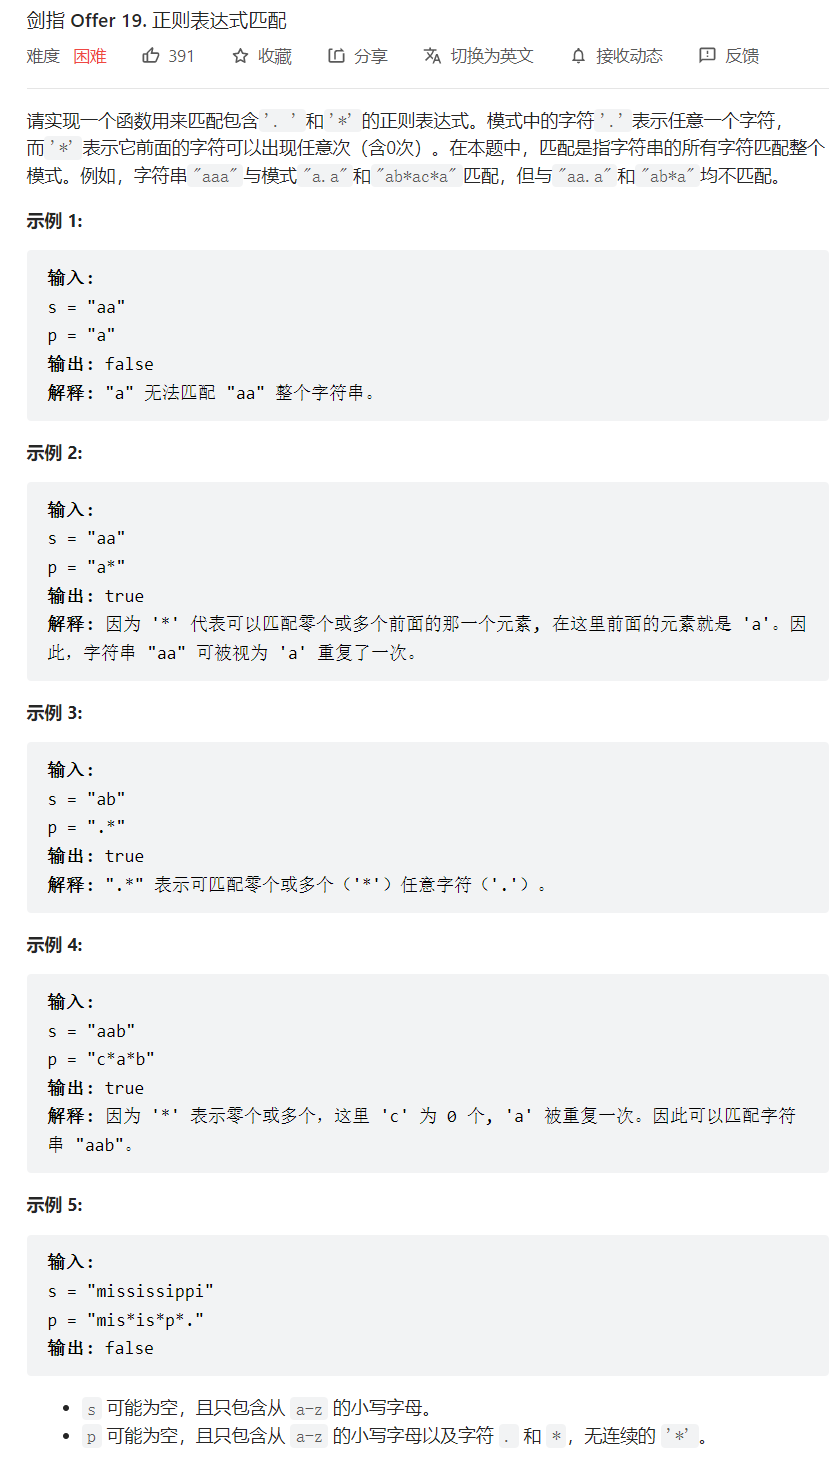 剑指 Offer 19. 正则表达式匹配
难度 困难 391 收藏 分享 切换为英文 接收动态 反馈
请实现一个函数用来匹配包含'. '和'*'的正则表达式。模式中的字符'.'表示任意一个字符，
而'*'表示它前面的字符可以出现任意次（含0次）。在本题中，匹配是指字符串的所有字符匹配整个
模式。例如，字符串"aaa"与模式"a.a"和"ab*ac*a"匹配，但与"aa.a"和"ab*a"均不匹配。
示例 1:
输入:
s = "aa"
p = "a"
输出: false
解释: "a" 无法匹配 "aa" 整个字符串。
示例 2:
输入:
s = "aa"
p = "a*"
输出: true
解释: 因为 '*' 代表可以匹配零个或多个前面的那一个元素, 在这里前面的元素就是 'a'。因
此，字符串 "aa" 可被视为 'a' 重复了一次。
示例 3:
输入:
s = "ab"
p = ".*"
输出: true
解释: ".*" 表示可匹配零个或多个（'*'）任意字符（'.'）。
示例 4:
输入:
s = "aab"
p = "c*a*b"
输出: true
解释: 因为 '*' 表示零个或多个，这里 'c' 为 0 个, 'a' 被重复一次。因此可以匹配字符
串 "aab"。
示例 5:
输入:
s = "mississippi"
p = "mis*is*p*."
输出: false
• s 可能为空，且只包含从 a-z 的小写字母。
• p 可能为空，且只包含从 a-z 的小写字母以及字符 . 和 *，无连续的 '*'。